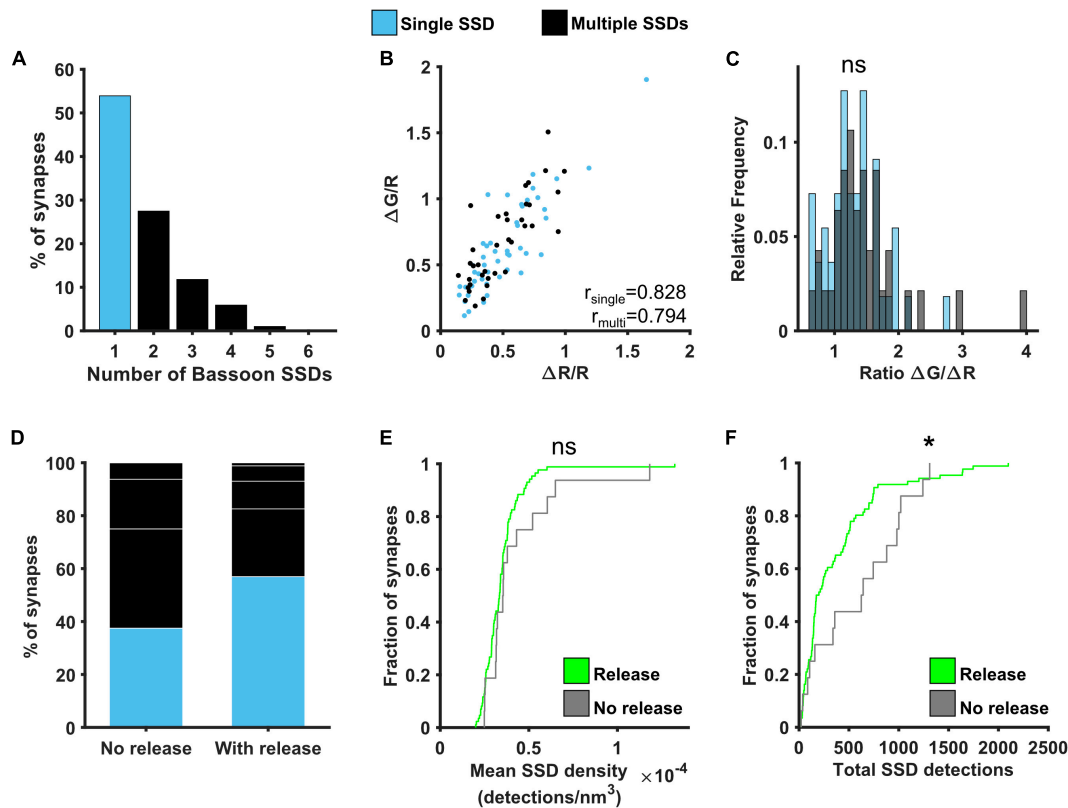 Single SSD
Multiple SSDs
A
60
50
40
30
20
10
0
% of synapses
1 2 3 4 5 6
Number of Bassoon SSDs
B
2
1.5
1
0.5
0
ΔG/R
r_single=0.828
r_multi=0.794
0 0.5 1 1.5 2
ΔR/R
C
ns
0.1
0.05
0
Relative Frequency
1 2 3 4
Ratio ΔG/ΔR
D
100
80
60
40
20
0
% of synapses
No release With release
E
ns
1
0.8
0.6
0.4
0.2
0
Fraction of synapses
Release
No release
0 0.5 1
Mean SSD density ×10^-4
(detections/nm³)
F
*
1
0.8
0.6
0.4
0.2
0
Fraction of synapses
Release
No release
0 500 1000 1500 2000 2500
Total SSD detections